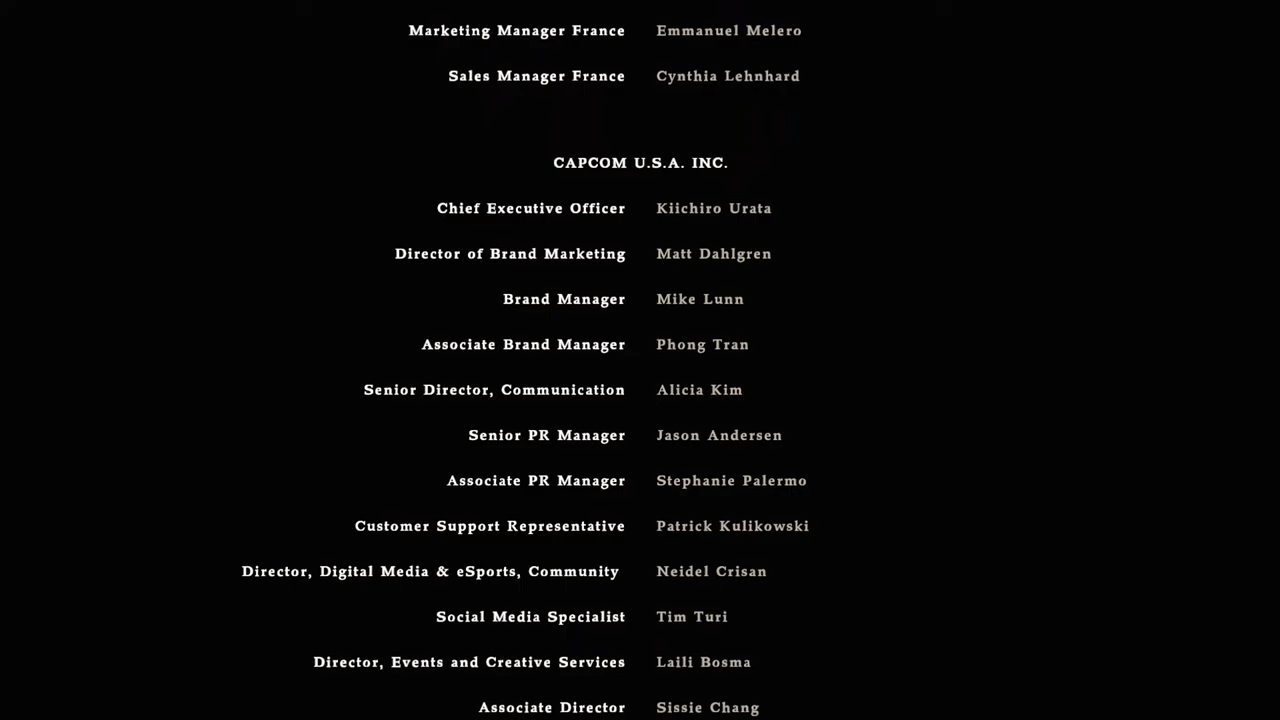 Marketing Manager France Emmanuel Melero
Sales Manager France Cynthia Lehnhard
CAPCOM U.S.A. INC.
Chief Executive Officer Kiichiro Urata
Director of Brand Marketing Matt Dahlgren
Brand Manager Mike Lunn
Associate Brand Manager Phong Tran
Senior Director, Communication Alicia Kim
Senior PR Manager Jason Andersen
Associate PR Manager Stephanie Palermo
Customer Support Representative Patrick Kulikowski
Director, Digital Media & eSports, Community Neidel Crisan
Social Media Specialist Tim Turi
Director, Events and Creative Services Laili Bosma
Associate Director Sissie Chang